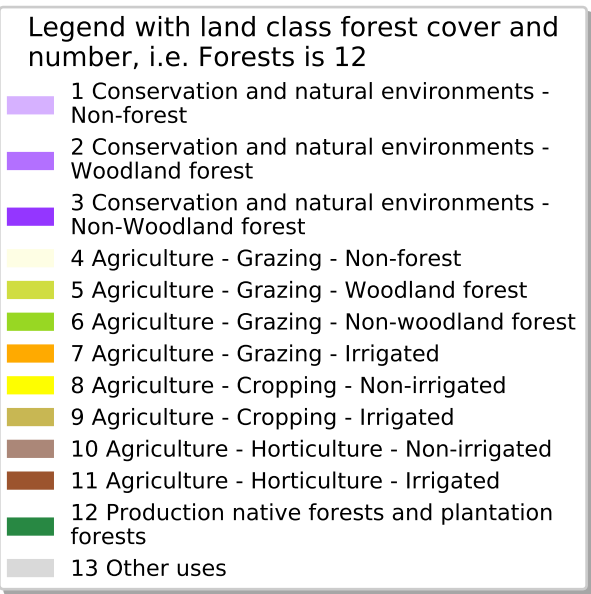 Legend with land class forest cover and
number, i.e. Forests is 12
1 Conservation and natural environments -
Non-forest
2 Conservation and natural environments -
Woodland forest
3 Conservation and natural environments -
Non-Woodland forest
4 Agriculture - Grazing - Non-forest
5 Agriculture - Grazing - Woodland forest
6 Agriculture - Grazing - Non-woodland forest
7 Agriculture - Grazing - Irrigated
8 Agriculture - Cropping - Non-irrigated
9 Agriculture - Cropping - Irrigated
10 Agriculture - Horticulture - Non-irrigated
11 Agriculture - Horticulture - Irrigated
12 Production native forests and plantation
forests
13 Other uses